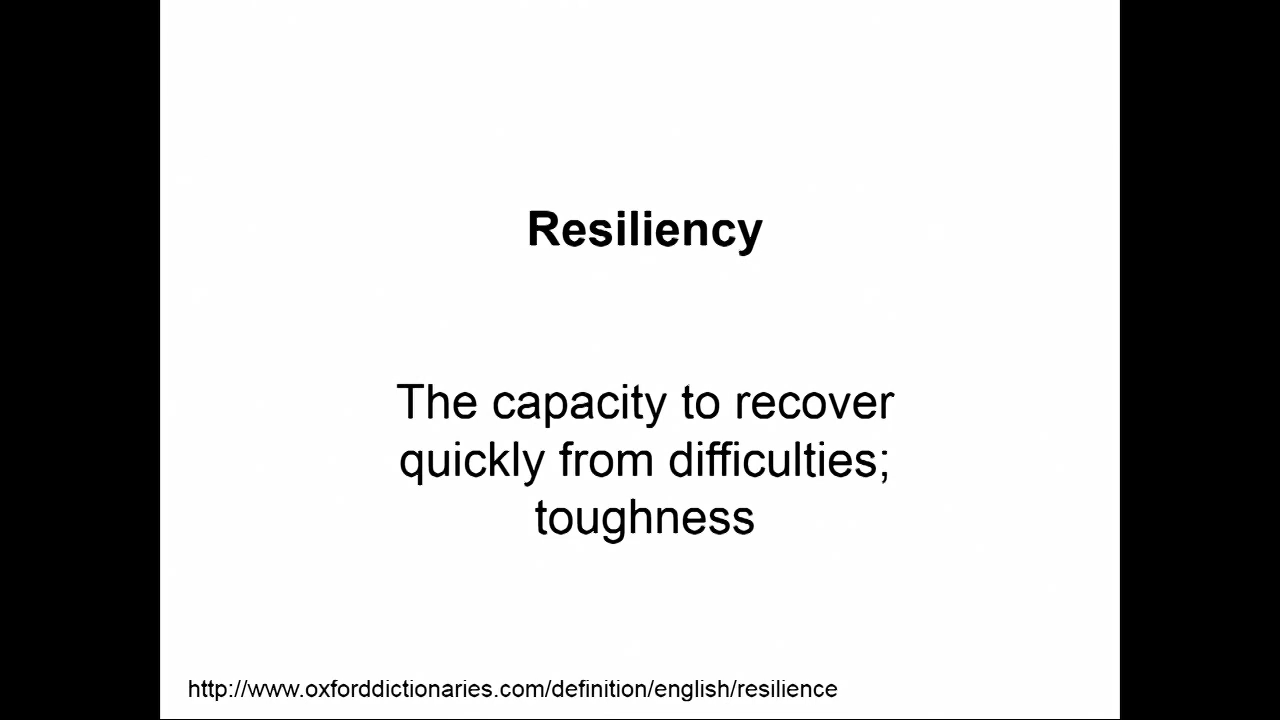 Resiliency
The capacity to recover
quickly from difficulties;
toughness
http://www.oxforddictionaries.com/definition/english/resilience